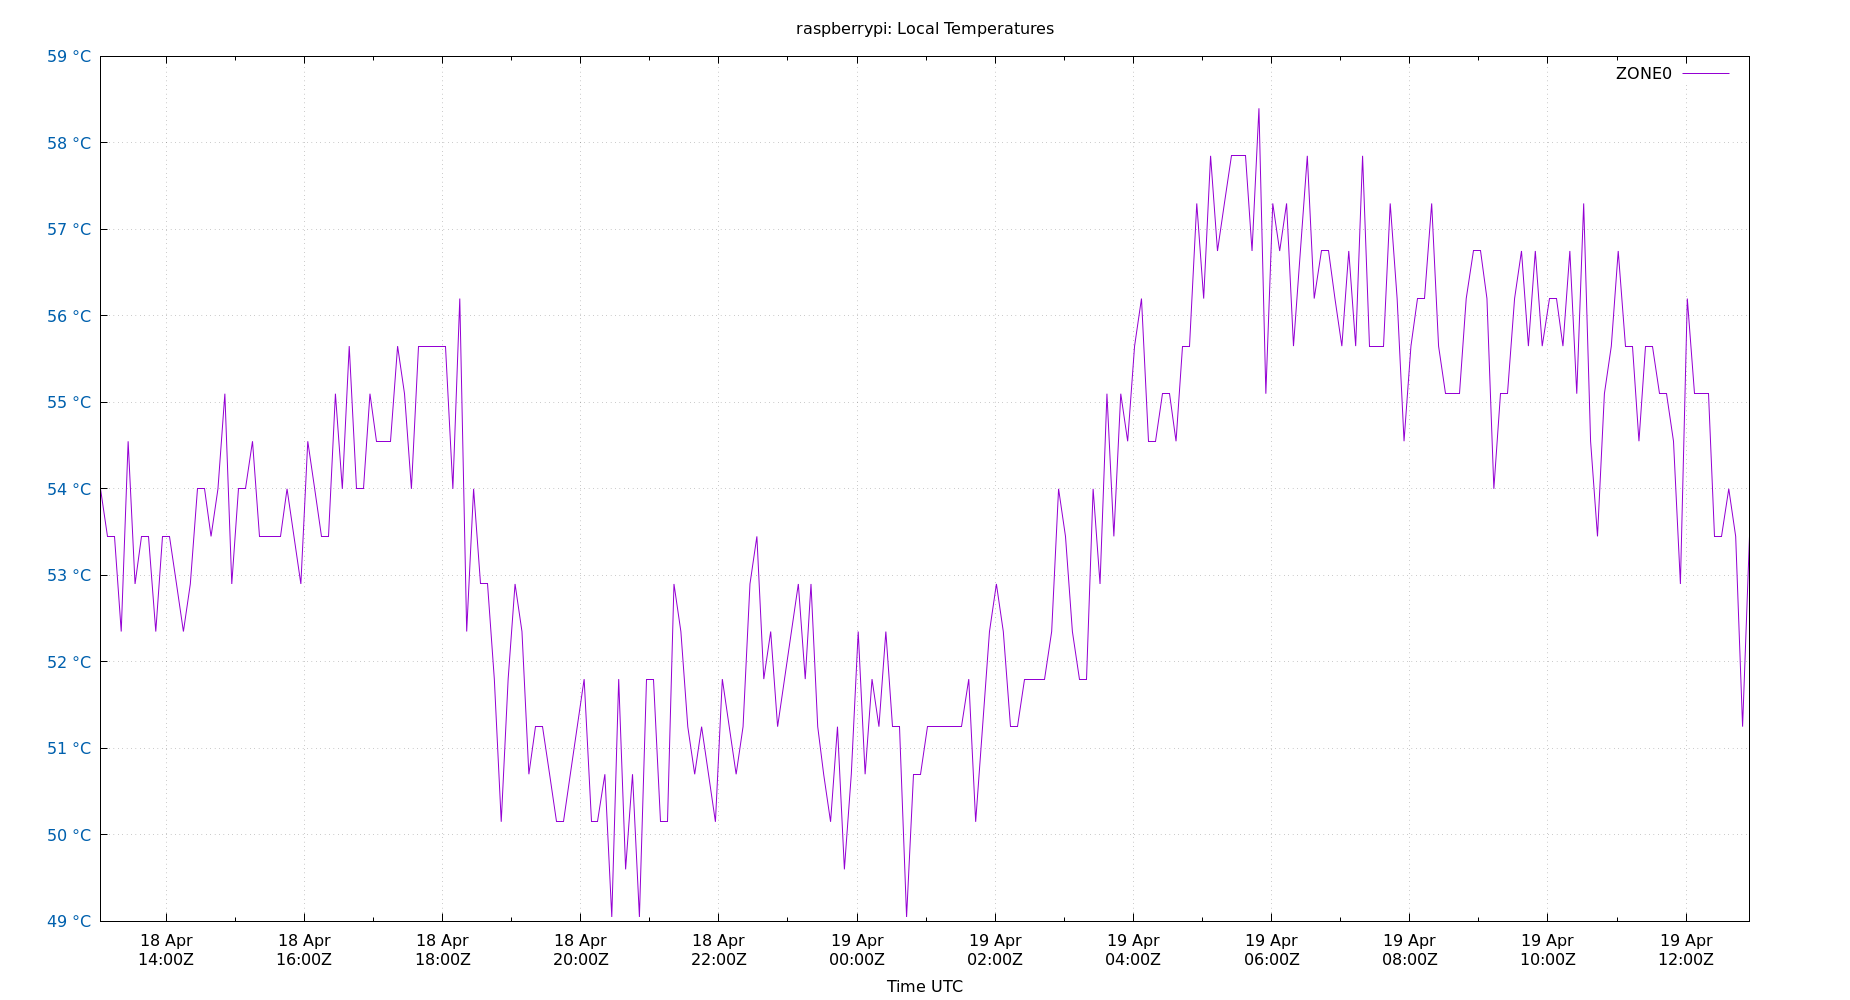 raspberrypi: Local Temperatures
59 °C
58 °C
57 °C
56 °C
55 °C
54 °C
53 °C
52 °C
51 °C
50 °C
49 °C
ZONE0
18 Apr 18 Apr 18 Apr 18 Apr 18 Apr 19 Apr 19 Apr 19 Apr 19 Apr 19 Apr 19 Apr 19 Apr
14:00Z 16:00Z 18:00Z 20:00Z 22:00Z 00:00Z 02:00Z 04:00Z 06:00Z 08:00Z 10:00Z 12:00Z
Time UTC